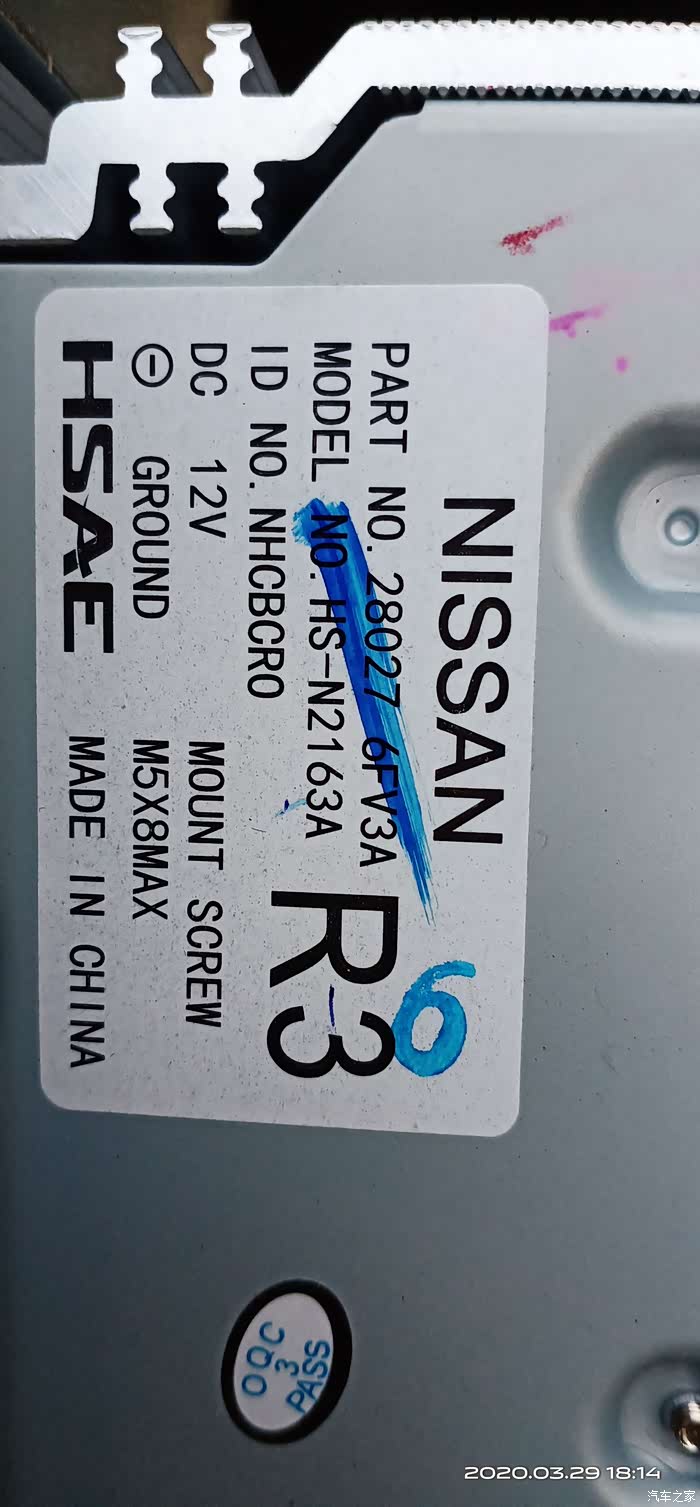 NISSAN
PART NO. 28027 6FV3A
MODEL NO. HS-N2163A
ID NO. NHCBCR0
R3
6
DC 12V
MOUNT SCREW
⊖ GROUND
M5X8MAX
HSAE
MADE IN CHINA
OQC
3
PASS
2020.03.29 18:14
汽车之家